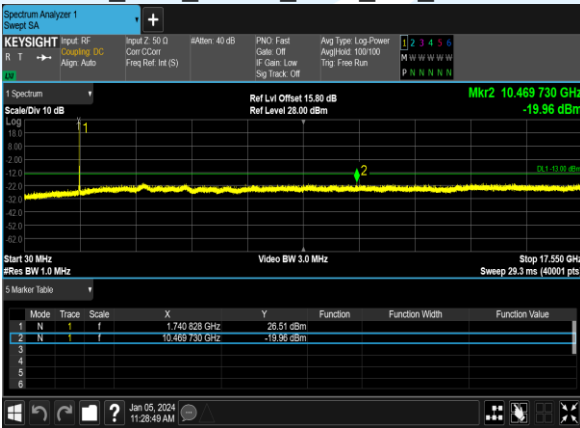 Spectrum Analyzer 1
Swept SA
+
KEYSIGHT
R T
LV
Input: RF
Coupling: DC
Align: Auto
Input Z: 50 Ω
Corr CCorr
Freq Ref: Int (S)
#Atten: 40 dB
PNO: Fast
Gate: Off
IF Gain: Low
Sig Track: Off
Avg Type: Log-Power
Avg|Hold: 100/100
Trig: Free Run
1 2 3 4 5 6
M W W W W W
P N N N N N
1 Spectrum
Scale/Div 10 dB
Log
Ref Lvl Offset 15.80 dB
Ref Level 28.00 dBm
Mkr2 10.469 730 GHz
-19.96 dBm
18.0
8.00
-2.00
-12.0
-22.0
-32.0
-42.0
-52.0
-62.0
1
2
DL1 -13.00 dBm
Start 30 MHz
#Res BW 1.0 MHz
Video BW 3.0 MHz
Stop 17.550 GHz
Sweep 29.3 ms (40001 pts
5 Marker Table
Mode Trace Scale X Y Function Function Width Function Value
1 N 1 f 1.740 828 GHz 26.51 dBm
2 N 1 f 10.469 730 GHz -19.96 dBm
3
4
5
6
?
Jan 05, 2024
11:28:49 AM